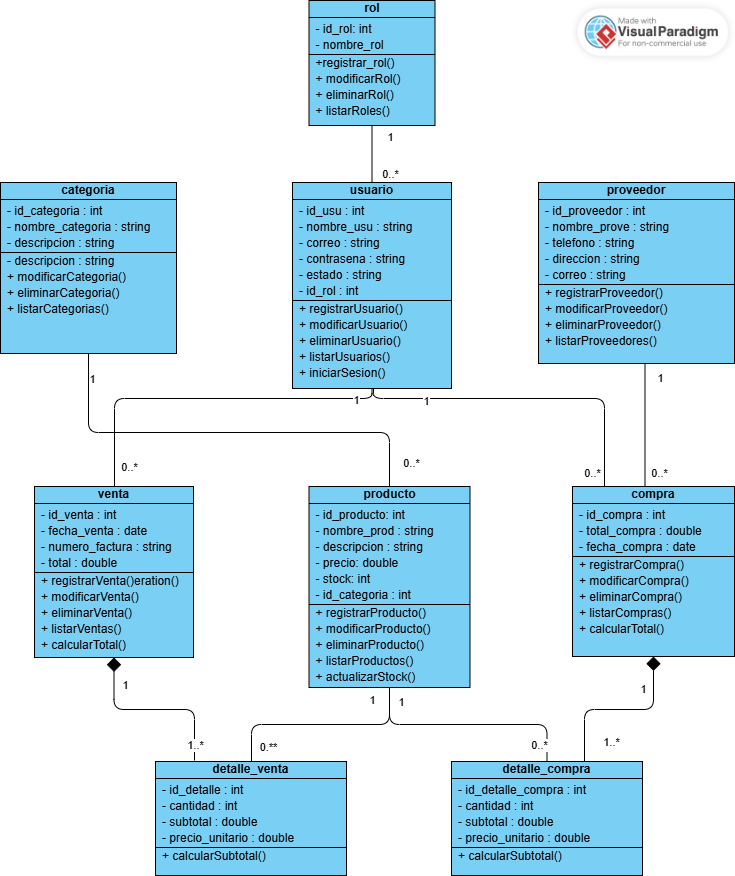 rol
- id_rol: int
- nombre_rol
+registrar_rol()
+ modificarRol()
+ eliminarRol()
+ listarRoles()
Made with
VisualParadigm
For non-commercial use
1
0..*
categoria
- id_categoria : int
- nombre_categoria : string
- descripcion : string
- descripcion : string
+ modificarCategoria()
+ eliminarCategoria()
+ listarCategorias()
usuario
- id_usu : int
- nombre_usu : string
- correo : string
- contrasena : string
- estado : string
- id_rol : int
+ registrarUsuario()
+ modificarUsuario()
+ eliminarUsuario()
+ listarUsuarios()
+ iniciarSesion()
proveedor
- id_proveedor : int
- nombre_prove : string
- telefono : string
- direccion : string
- correo : string
+ registrarProveedor()
+ modificarProveedor()
+ eliminarProveedor()
+ listarProveedores()
1
1
1
1
0..*
0..*
0..*
0..*
venta
- id_venta : int
- fecha_venta : date
- numero_factura : string
- total : double
+ registrarVenta()eration()
+ modificarVenta()
+ eliminarVenta()
+ listarVentas()
+ calcularTotal()
producto
- id_producto: int
- nombre_prod : string
- descripcion : string
- precio: double
- stock: int
- id_categoria : int
+ registrarProducto()
+ modificarProducto()
+ eliminarProducto()
+ listarProductos()
+ actualizarStock()
compra
- id_compra : int
- total_compra : double
- fecha_compra : date
+ registrarCompra()
+ modificarCompra()
+ eliminarCompra()
+ listarCompras()
+ calcularTotal()
1
1
1
1
1..*
0.**
0..*
1..*
detalle_venta
- id_detalle : int
- cantidad : int
- subtotal : double
- precio_unitario : double
+ calcularSubtotal()
detalle_compra
- id_detalle_compra : int
- cantidad : int
- subtotal : double
- precio_unitario : double
+ calcularSubtotal()